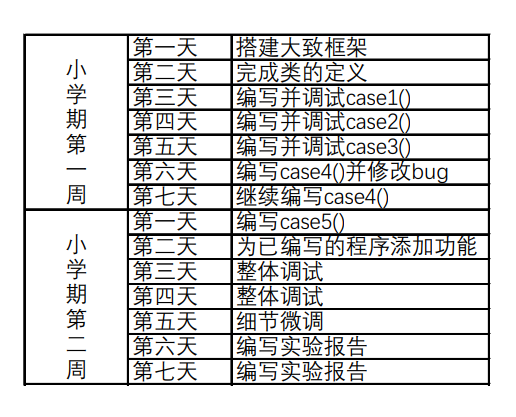 小学期第一周
第一天 搭建大致框架
第二天 完成类的定义
第三天 编写并调试case1()
第四天 编写并调试case2()
第五天 编写并调试case3()
第六天 编写case4()并修改bug
第七天 继续编写case4()
小学期第二周
第一天 编写case5()
第二天 为已编写的程序添加功能
第三天 整体调试
第四天 整体调试
第五天 细节微调
第六天 编写实验报告
第七天 编写实验报告